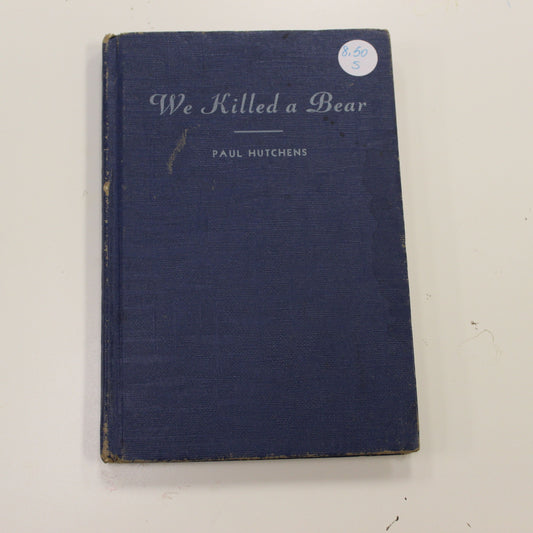 8.50
S
We Killed a Bear
PAUL HUTCHENS